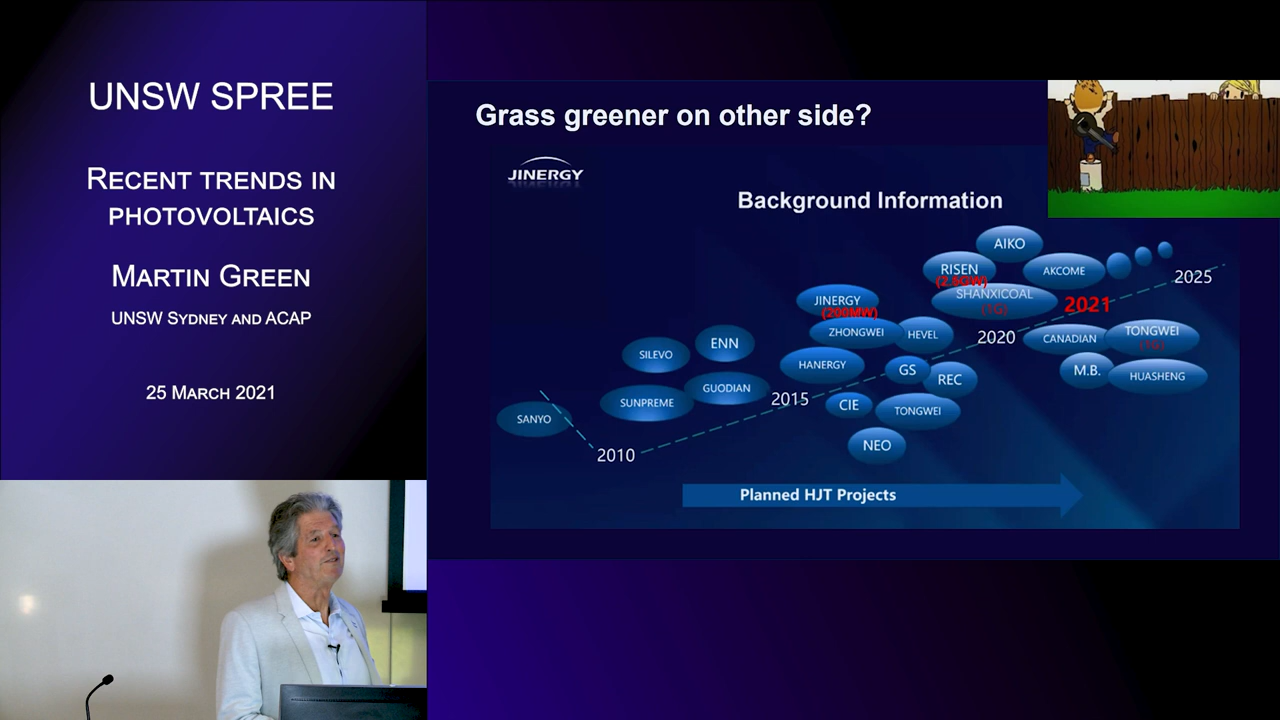 UNSW SPREE
RECENT TRENDS IN
PHOTOVOLTAICS
MARTIN GREEN
UNSW SYDNEY AND ACAP
25 MARCH 2021
Grass greener on other side?
JINERGY
Background Information
AIKO
RISEN
(2.5GW)
AKCOME
2025
SHANXICOAL
(1G)
2021
JINERGY
(200MW)
ZHONGWEI
HEVEL
2020
CANADIAN
TONGWEI
(1G)
SILEVO
ENN
HANERGY
GS
REC
M.B.
HUASHENG
SUNPREME
GUODIAN
2015
CIE
TONGWEI
SANYO
2010
NEO
Planned HJT Projects